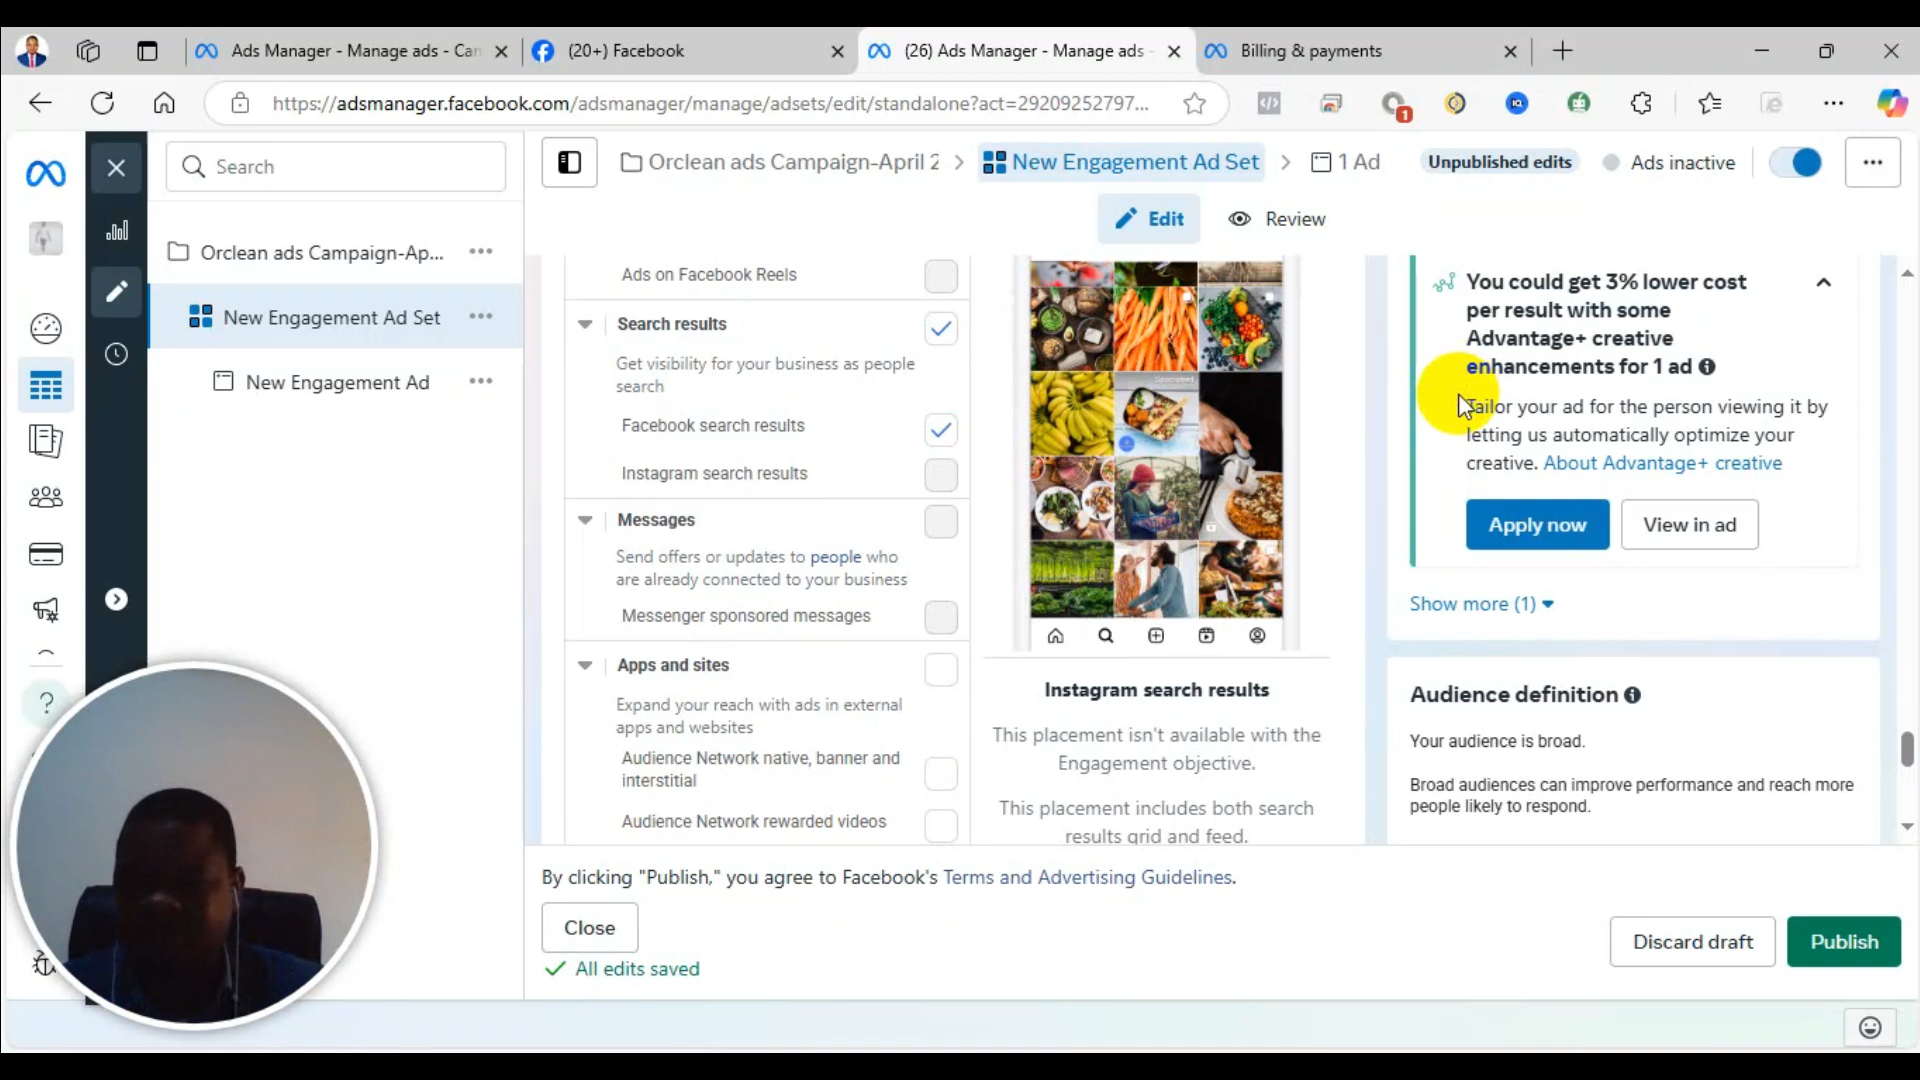 Ads Manager - Manage ads - Can
(20+) Facebook
(26) Ads Manager - Manage ads -
Billing & payments
https://adsmanager.facebook.com/adsmanager/manage/adsets/edit/standalone?act=29209252797...
1
Search
Orclean ads Campaign-April 2
New Engagement Ad Set
1 Ad
Unpublished edits
Ads inactive
Edit
Review
Orclean ads Campaign-Ap...
New Engagement Ad Set
New Engagement Ad
Ads on Facebook Reels
Search results
Get visibility for your business as people
search
Facebook search results
Instagram search results
Messages
Send offers or updates to people who
are already connected to your business
Messenger sponsored messages
Apps and sites
Expand your reach with ads in external
apps and websites
Audience Network native, banner and
interstitial
Audience Network rewarded videos
Instagram search results
This placement isn't available with the
Engagement objective.
This placement includes both search
results grid and feed.
You could get 3% lower cost
per result with some
Advantage+ creative
enhancements for 1 ad
Tailor your ad for the person viewing it by
letting us automatically optimize your
creative. About Advantage+ creative
Apply now
View in ad
Show more (1)
Audience definition
Your audience is broad.
Broad audiences can improve performance and reach more
people likely to respond.
By clicking "Publish," you agree to Facebook's Terms and Advertising Guidelines.
Close
All edits saved
Discard draft
Publish